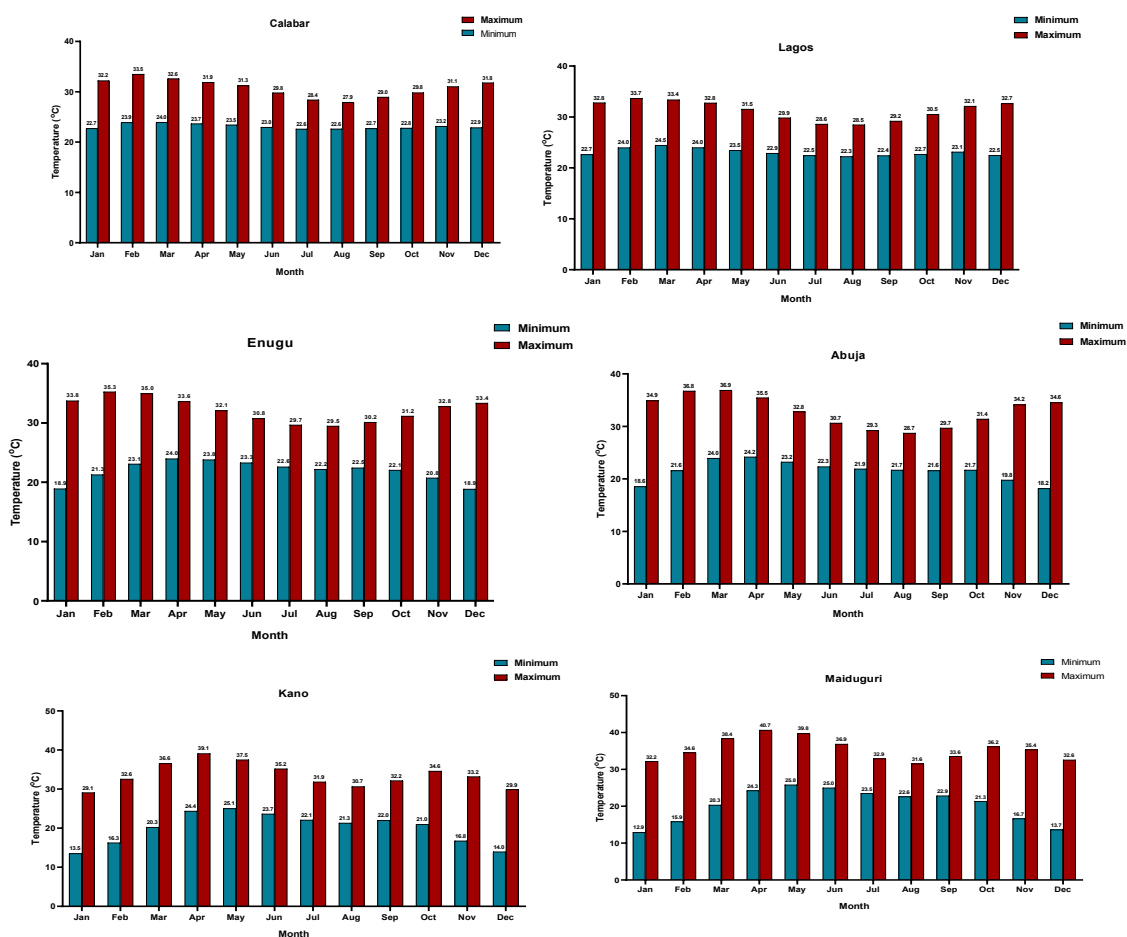 Calabar
Maximum
Minimum
Temperature (°C)
40
30
20
10
0
32.2 33.5 32.6 31.9 31.3 29.8 28.4 27.9 29.0 29.8 31.1 31.8
22.7 23.9 24.0 23.7 23.5 23.0 22.6 22.6 22.7 22.8 23.2 22.9
Jan Feb Mar Apr May Jun Jul Aug Sep Oct Nov Dec
Month
Lagos
Minimum
Maximum
Temperature (°C)
40
30
20
10
0
32.8 33.7 33.4 32.8 31.5 29.9 28.6 28.5 29.2 30.5 32.1 32.7
22.7 24.0 24.5 24.0 23.5 22.9 22.5 22.3 22.4 22.7 23.1 22.5
Jan Feb Mar Apr May Jun Jul Aug Sep Oct Nov Dec
Month
Enugu
Minimum
Maximum
Temperature (°C)
40
30
20
10
0
33.8 35.3 35.0 33.6 32.1 30.8 29.7 29.5 30.2 31.2 32.8 33.4
18.9 21.3 23.1 24.0 23.8 23.3 22.6 22.2 22.5 22.1 20.8 18.9
Jan Feb Mar Apr May Jun Jul Aug Sep Oct Nov Dec
Month
Abuja
Minimum
Maximum
Temperature (°C)
40
30
20
10
0
34.9 36.8 36.9 35.5 32.8 30.7 29.3 28.7 29.7 31.4 34.2 34.6
18.6 21.6 24.0 24.2 23.2 22.3 21.9 21.7 21.6 21.7 19.8 18.2
Jan Feb Mar Apr May Jun Jul Aug Sep Oct Nov Dec
Month
Kano
Minimum
Maximum
Temperature (°C)
50
40
30
20
10
0
29.1 32.6 36.6 39.1 37.5 35.2 31.9 30.7 32.2 34.6 33.2 29.9
13.5 16.3 20.3 24.4 25.1 23.7 22.1 21.3 22.0 21.0 16.8 14.0
Jan Feb Mar Apr May Jun Jul Aug Sep Oct Nov Dec
Month
Maiduguri
Minimum
Maximum
Temperature (°C)
50
40
30
20
10
0
32.2 34.6 38.4 40.7 39.8 36.9 32.9 31.6 33.6 36.2 35.4 32.6
12.9 15.9 20.3 24.3 25.8 25.0 23.5 22.6 22.9 21.3 16.7 13.7
Jan Feb Mar Apr May Jun Jul Aug Sep Oct Nov Dec
Month